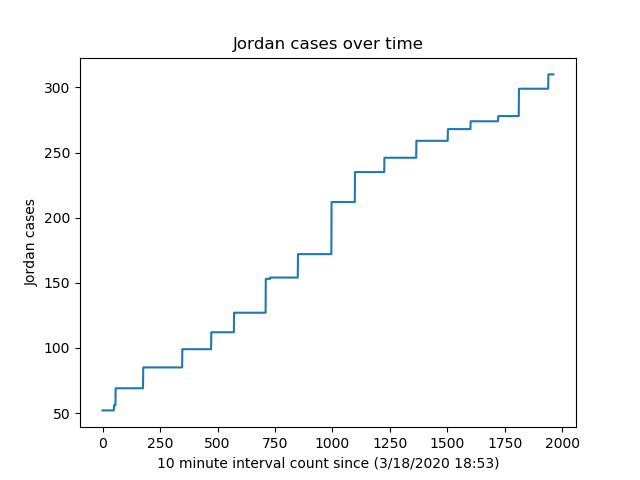 Jordan cases over time
Jordan cases
300
250
200
150
100
50
0 250 500 750 1000 1250 1500 1750 2000
10 minute interval count since (3/18/2020 18:53)